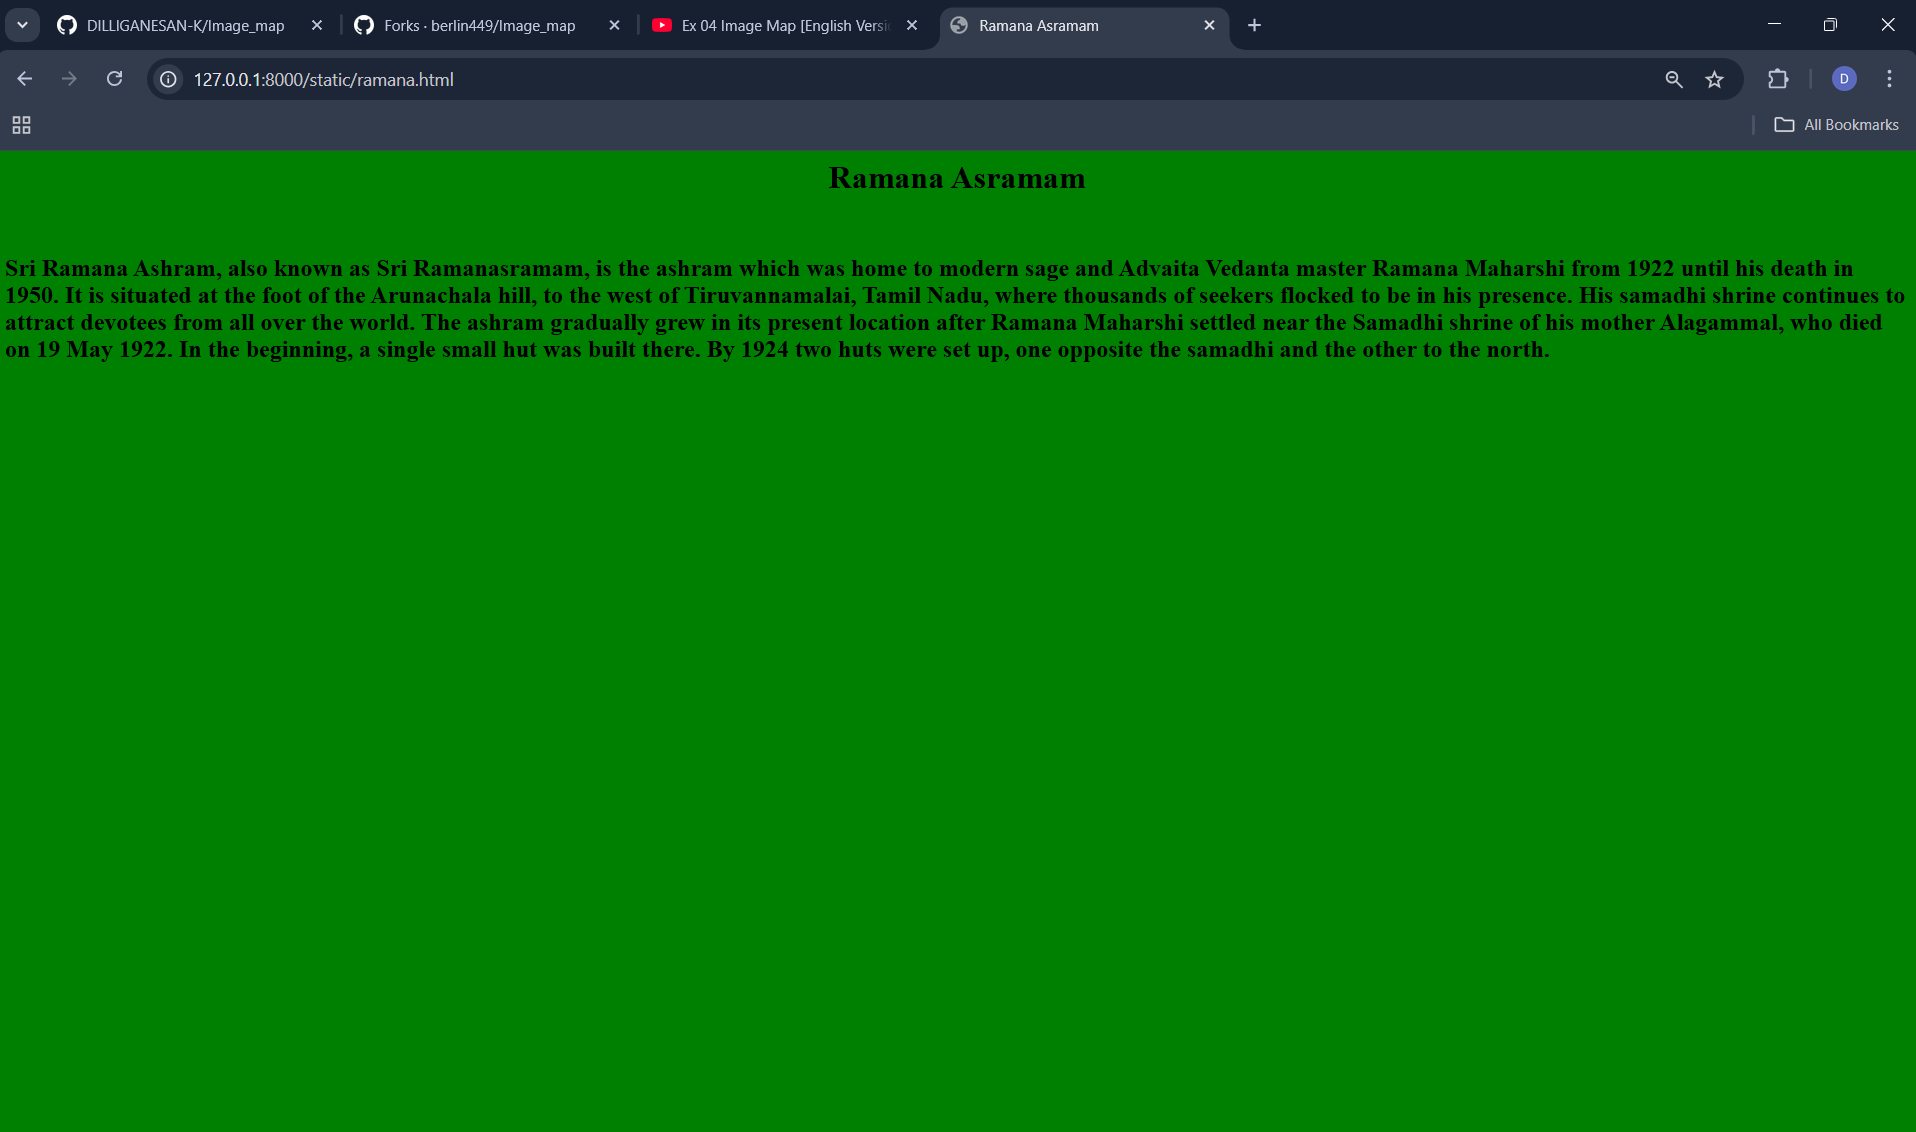 DILLIGANESAN-K/Image_map
Forks · berlin449/Image_map
Ex 04 Image Map [English Versi
Ramana Asramam
127.0.0.1:8000/static/ramana.html
D
All Bookmarks
Ramana Asramam
Sri Ramana Ashram, also known as Sri Ramanasramam, is the ashram which was home to modern sage and Advaita Vedanta master Ramana Maharshi from 1922 until his death in
1950. It is situated at the foot of the Arunachala hill, to the west of Tiruvannamalai, Tamil Nadu, where thousands of seekers flocked to be in his presence. His samadhi shrine continues to
attract devotees from all over the world. The ashram gradually grew in its present location after Ramana Maharshi settled near the Samadhi shrine of his mother Alagammal, who died
on 19 May 1922. In the beginning, a single small hut was built there. By 1924 two huts were set up, one opposite the samadhi and the other to the north.